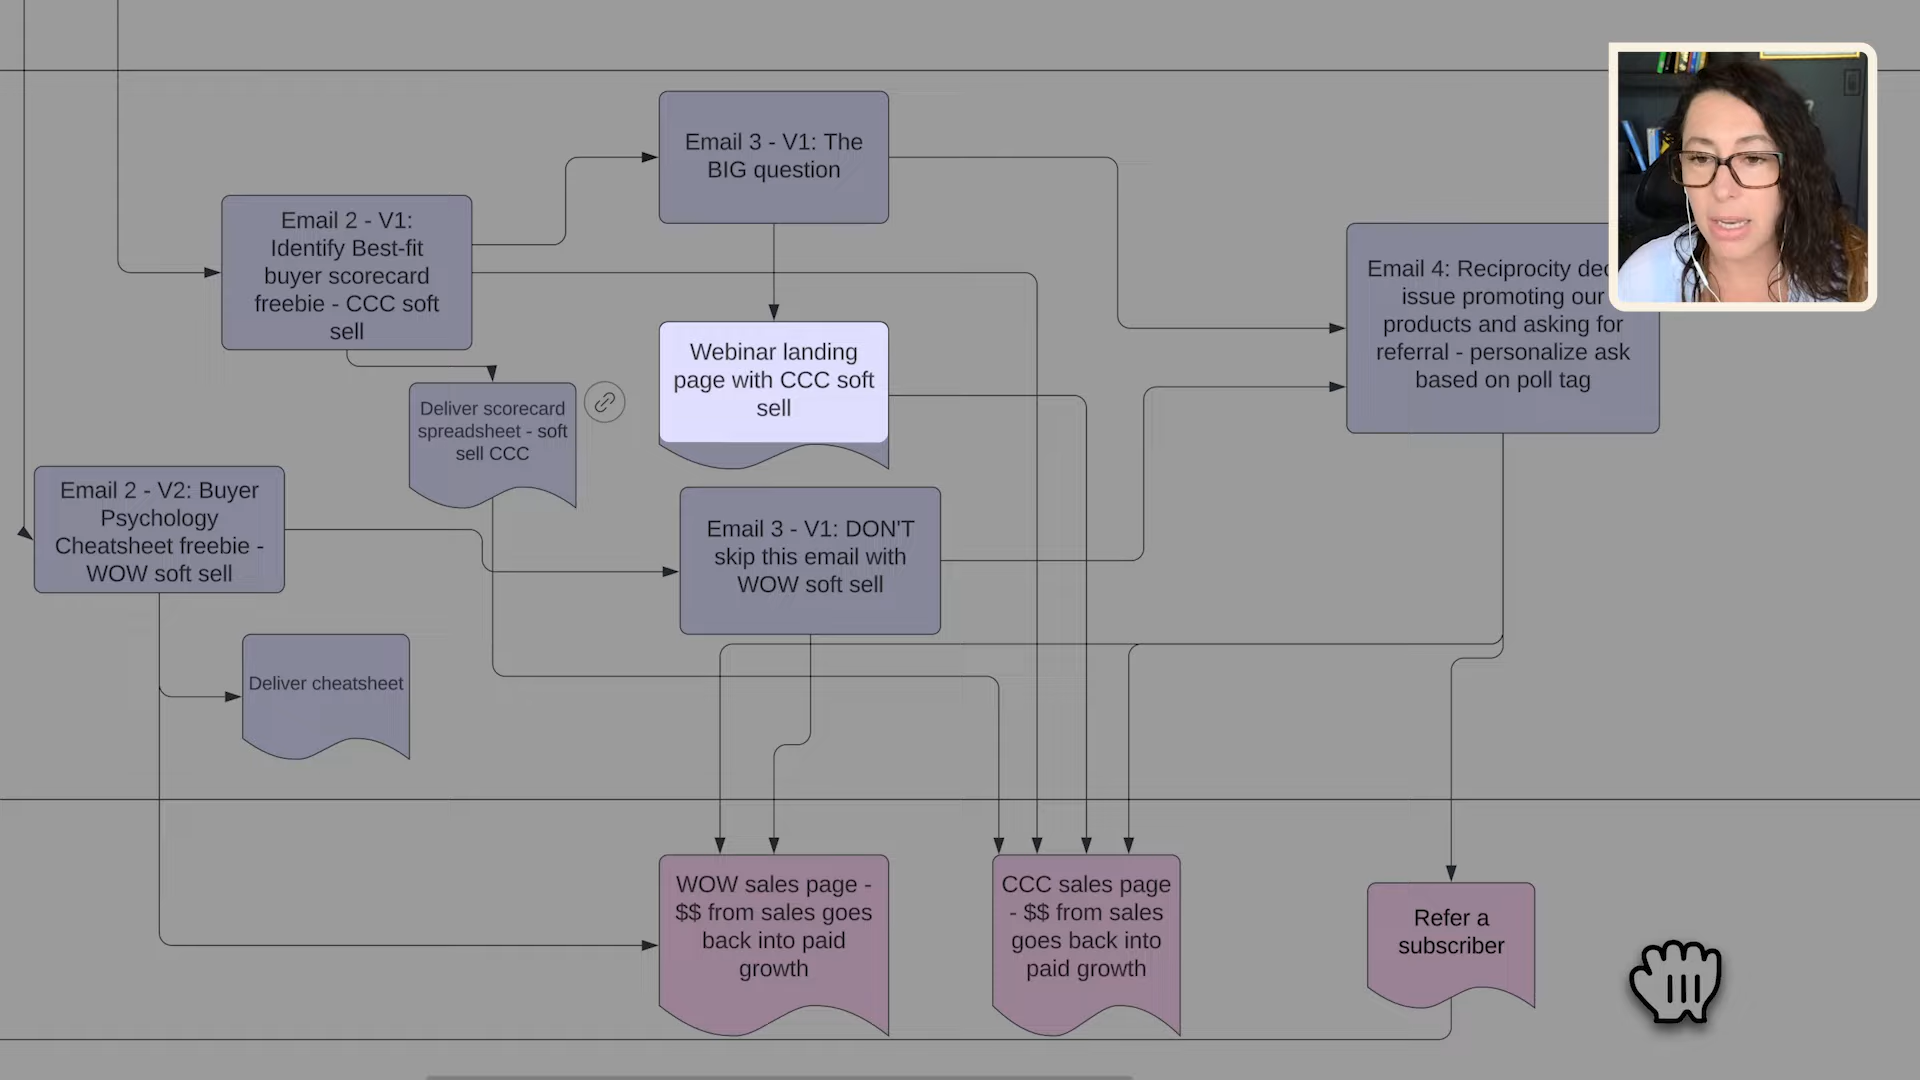 Email 3 - V1: The
BIG question
Email 2 - V1:
Identify Best-fit
buyer scorecard
freebie - CCC soft
sell
Email 4: Reciprocity
issue promoting our
products and asking for
referral - personalize ask
based on poll tag
Webinar landing
page with CCC soft
sell
Deliver scorecard
spreadsheet - soft
sell CCC
Email 2 - V2: Buyer
Psychology
Cheatsheet freebie -
WOW soft sell
Email 3 - V1: DON'T
skip this email with
WOW soft sell
Deliver cheatsheet
WOW sales page -
$$ from sales goes
back into paid
growth
CCC sales page
- $$ from sales
goes back into
paid growth
Refer a
subscriber